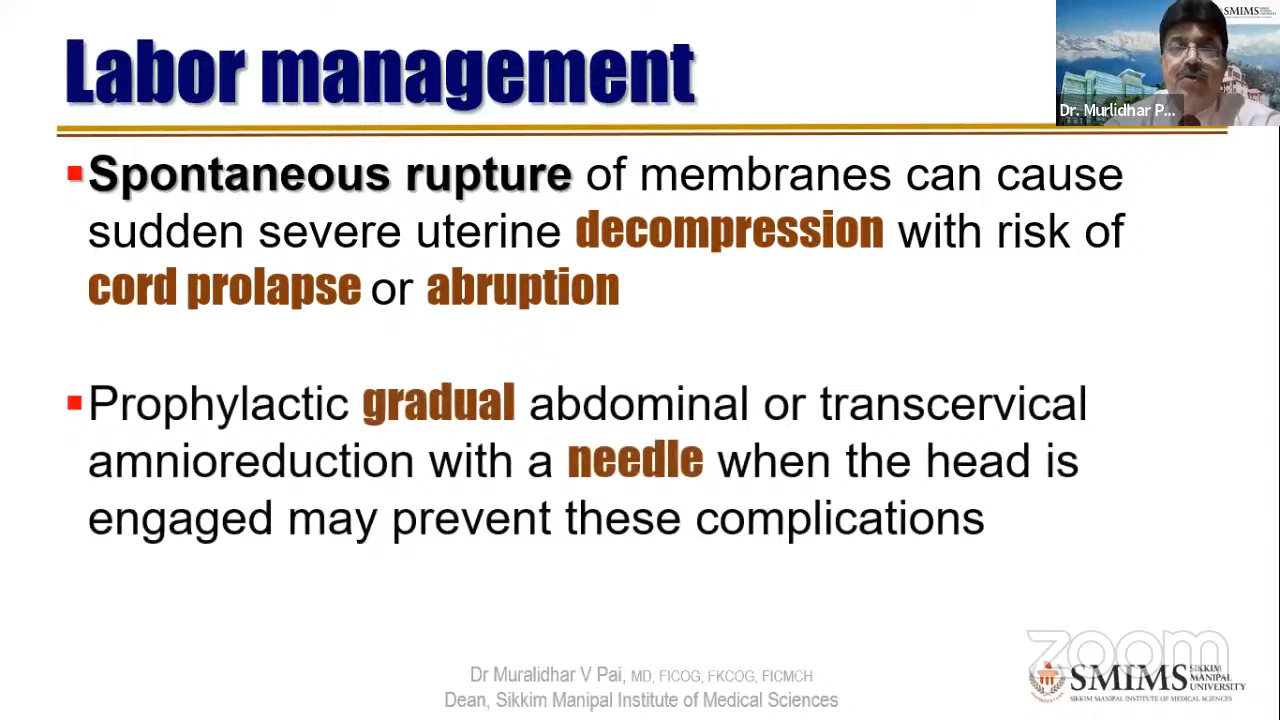 Labor management
SMIMS
Dr. Murlidhar P...
Spontaneous rupture of membranes can cause
sudden severe uterine decompression with risk of
cord prolapse or abruption
Prophylactic gradual abdominal or transcervical
amnioreduction with a needle when the head is
engaged may prevent these complications
Dr Muralidhar V Pai, MD, FICOG, FKCOG, FICMCH
Dean, Sikkim Manipal Institute of Medical Sciences
zoom
SMIMS
SIKKIM
MANIPAL
UNIVERSITY
SIKKIM MANIPAL INSTITUTE OF MEDICAL SCIENCES